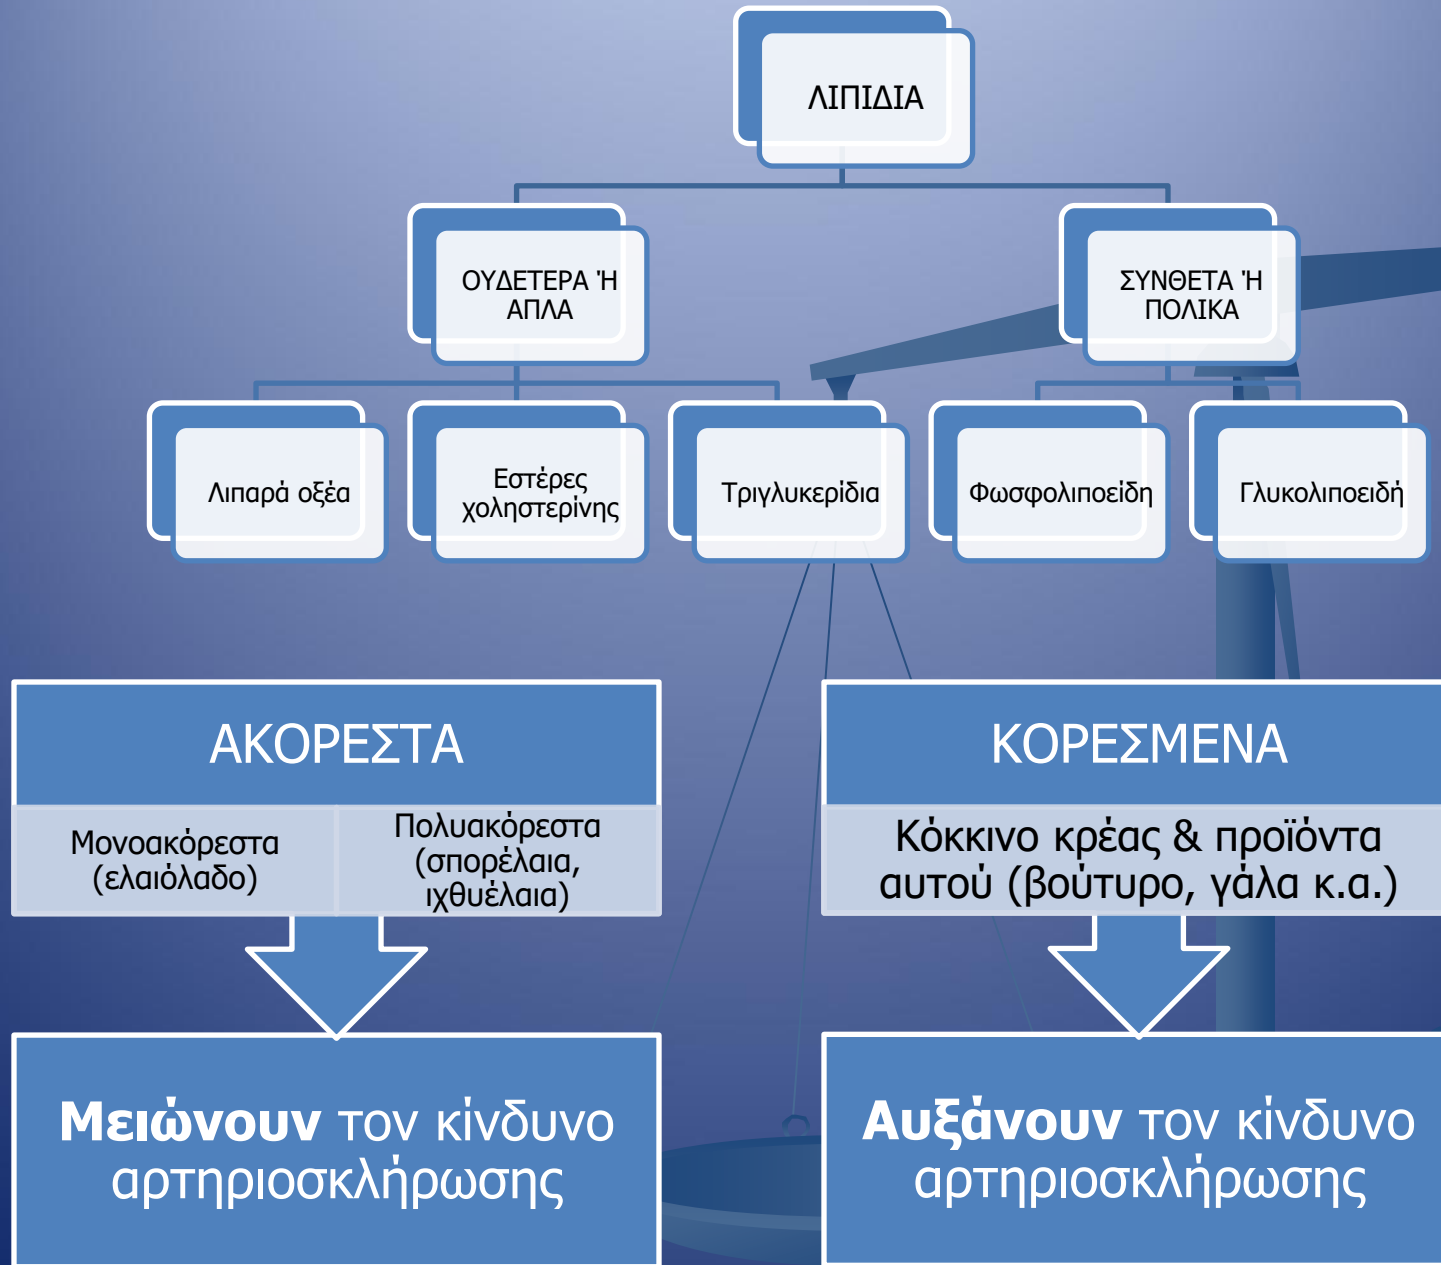 ΛΙΠΙΔΙΑ
ΟΥΔΕΤΕΡΑ Ή
ΑΠΛΑ
ΣΥΝΘΕΤΑ Ή
ΠΟΛΙΚΑ
Λιπαρά οξέα
Εστέρες
χοληστερίνης
Τριγλυκερίδια
Φωσφολιποείδη
Γλυκολιποειδή
ΑΚΟΡΕΣΤΑ
Μονοακόρεστα
(ελαιόλαδο)
Πολυακόρεστα
(σπορέλαια,
ιχθυέλαια)
Μειώνουν τον κίνδυνο
αρτηριοσκλήρωσης
ΚΟΡΕΣΜΕΝΑ
Κόκκινο κρέας & προϊόντα
αυτού (βούτυρο, γάλα κ.α.)
Αυξάνουν τον κίνδυνο
αρτηριοσκλήρωσης